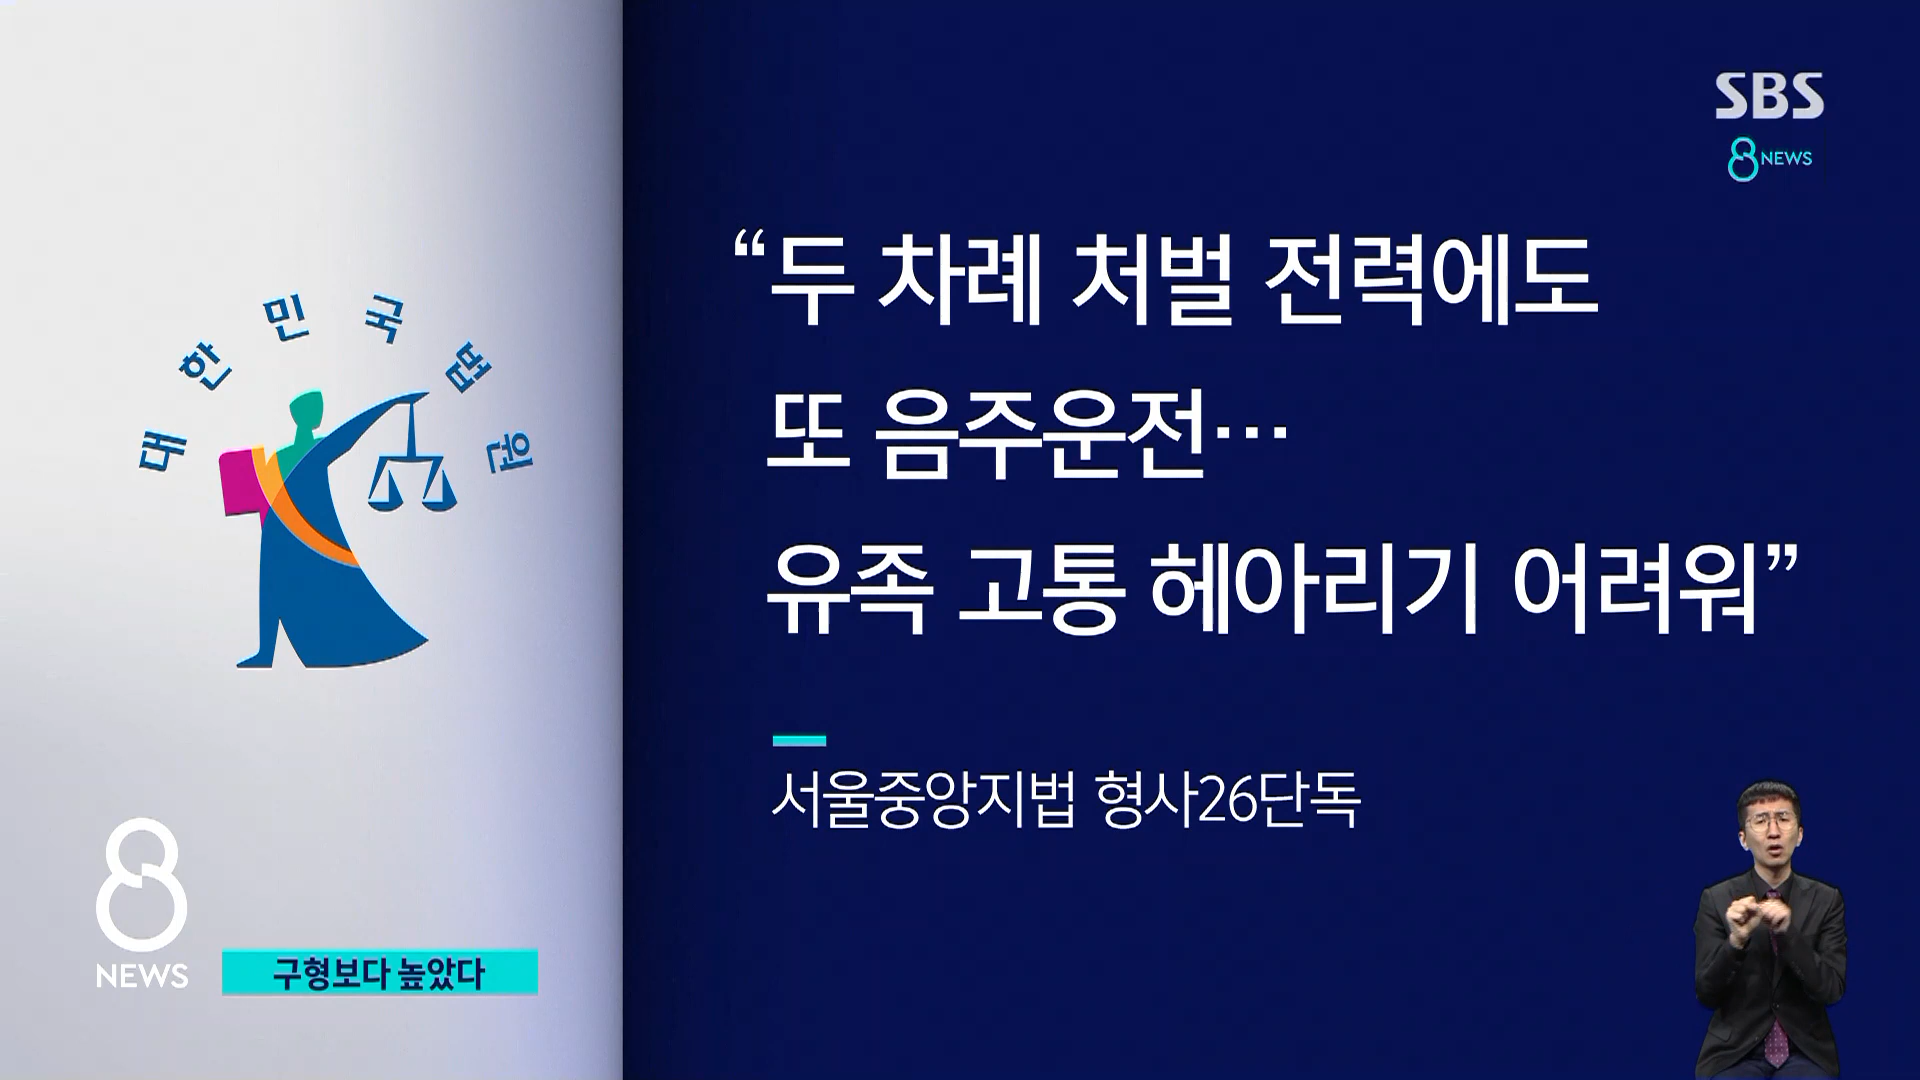 SBS
8 NEWS
대한민국법원
“두 차례 처벌 전력에도
또 음주운전…
유족 고통 헤아리기 어려워”
서울중앙지법 형사26단독
8
NEWS
구형보다 높았다